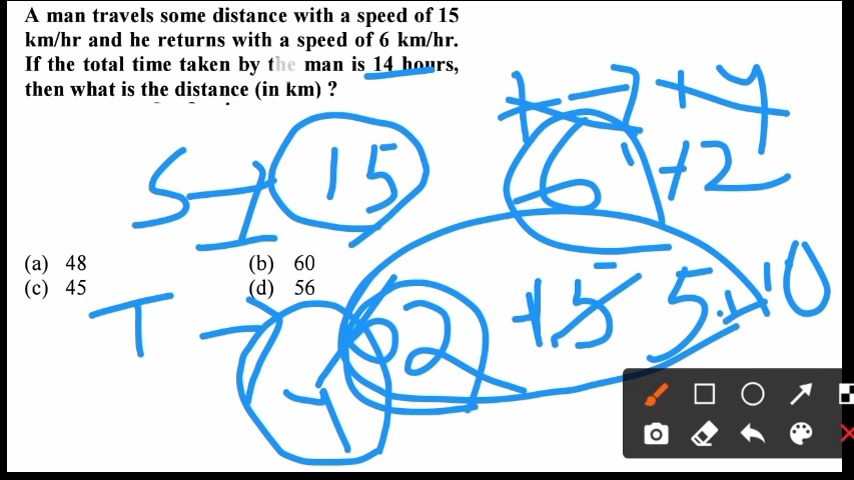 A man travels some distance with a speed of 15
km/hr and he returns with a speed of 6 km/hr.
If the total time taken by the man is 14 hours,
then what is the distance (in km) ?
S 15
6 +2
(a) 48 (b) 60
(c) 45 (d) 56
T
5 10
2